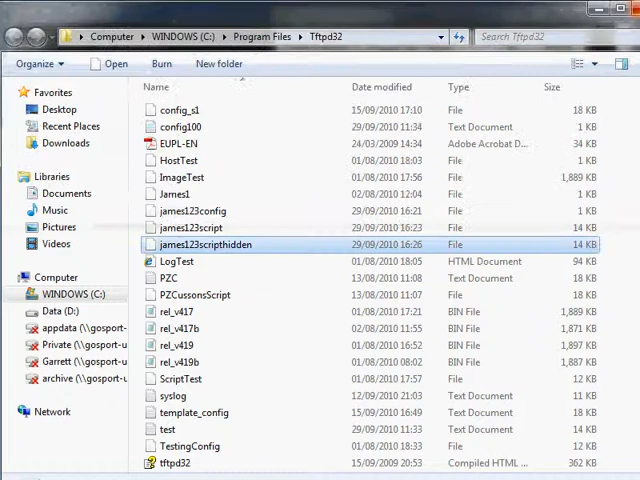 Computer WINDOWS (C:) Program Files Tftpd32 Search Tftpd32
Organize Open Burn New folder
Name Date modified Type Size
Favorites
Desktop
Recent Places
Downloads
Libraries
Documents
Music
Pictures
Videos
Computer
WINDOWS (C:)
Data (D:)
appdata (\\gosport-
Private (\\gosport-u
Garrett (\\gosport-u
archive (\\gosport-u
Network
config_s1 15/09/2010 17:10 File 18 KB
config100 29/09/2010 11:34 Text Document 18 KB
EUPL-EN 24/03/2009 14:34 Adobe Acrobat D... 34 KB
HostTest 01/08/2010 18:03 File 1 KB
ImageTest 01/08/2010 17:56 File 1,889 KB
James1 02/08/2010 12:04 File 1 KB
james123config 29/09/2010 16:21 File 1 KB
james123script 29/09/2010 16:23 File 14 KB
james123scripthidden 29/09/2010 16:26 File 14 KB
LogTest 01/08/2010 18:05 HTML Document 94 KB
PZC 13/10/2010 11:08 Text Document 18 KB
PZCussonsScript 13/10/2010 11:07 File 18 KB
rel_v417 01/08/2010 17:21 BIN File 1,889 KB
rel_v417b 02/08/2010 11:55 BIN File 1,871 KB
rel_v419 01/08/2010 16:52 BIN File 1,897 KB
rel_v419b 01/08/2010 08:02 BIN File 1,887 KB
ScriptTest 01/08/2010 17:57 File 12 KB
syslog 12/09/2010 21:03 Text Document 11 KB
template_config 15/09/2010 16:49 Text Document 2 KB
test 29/09/2010 11:33 Text Document 14 KB
TestingConfig 01/08/2010 18:33 File 1 KB
tftpd32 15/09/2009 20:53 Compiled HTML ... 362 KB